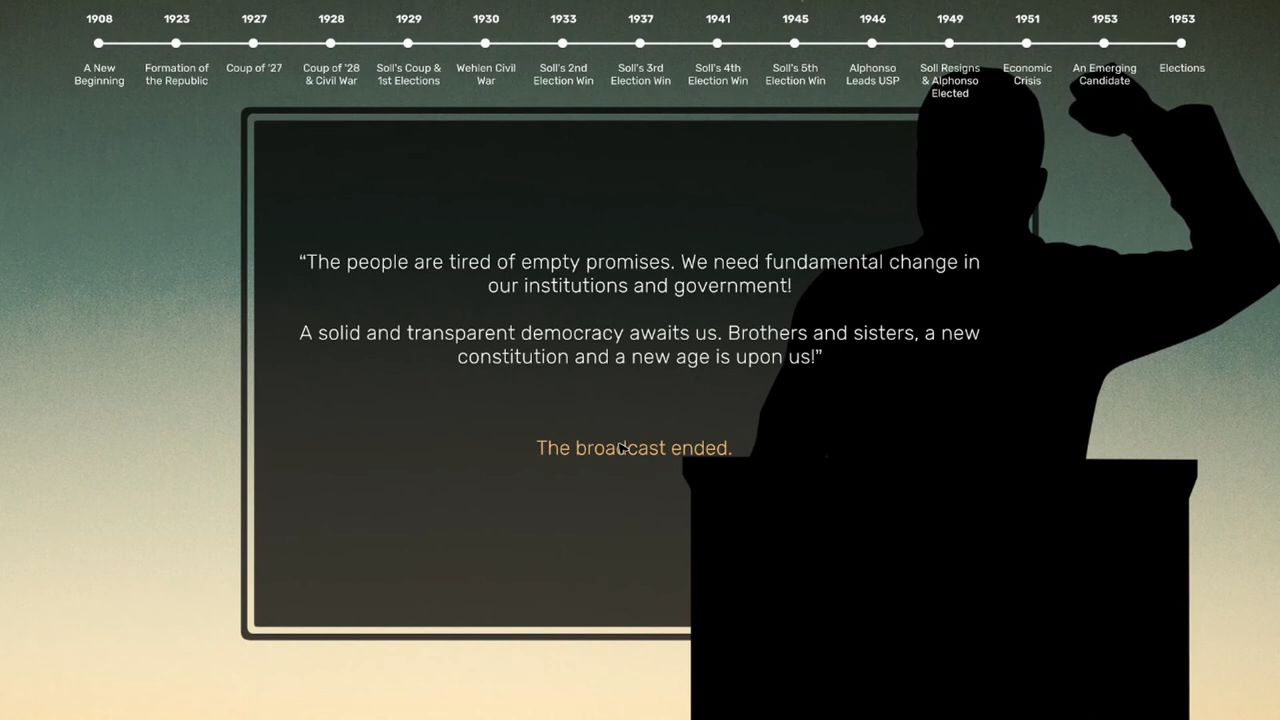 1908 1923 1927 1928 1929 1930 1933 1937 1941 1945 1946 1949 1951 1953 1953
A New Beginning
Formation of the Republic
Coup of '27
Coup of '28 & Civil War
Soll's Coup & 1st Elections
Wehlen Civil War
Soll's 2nd Election Win
Soll's 3rd Election Win
Soll's 4th Election Win
Soll's 5th Election Win
Alphonso Leads USP
Soll Resigns & Alphonso Elected
Economic Crisis
An Emerging Candidate
Elections
“The people are tired of empty promises. We need fundamental change in
our institutions and government!
A solid and transparent democracy awaits us. Brothers and sisters, a new
constitution and a new age is upon us!”
The broadcast ended.